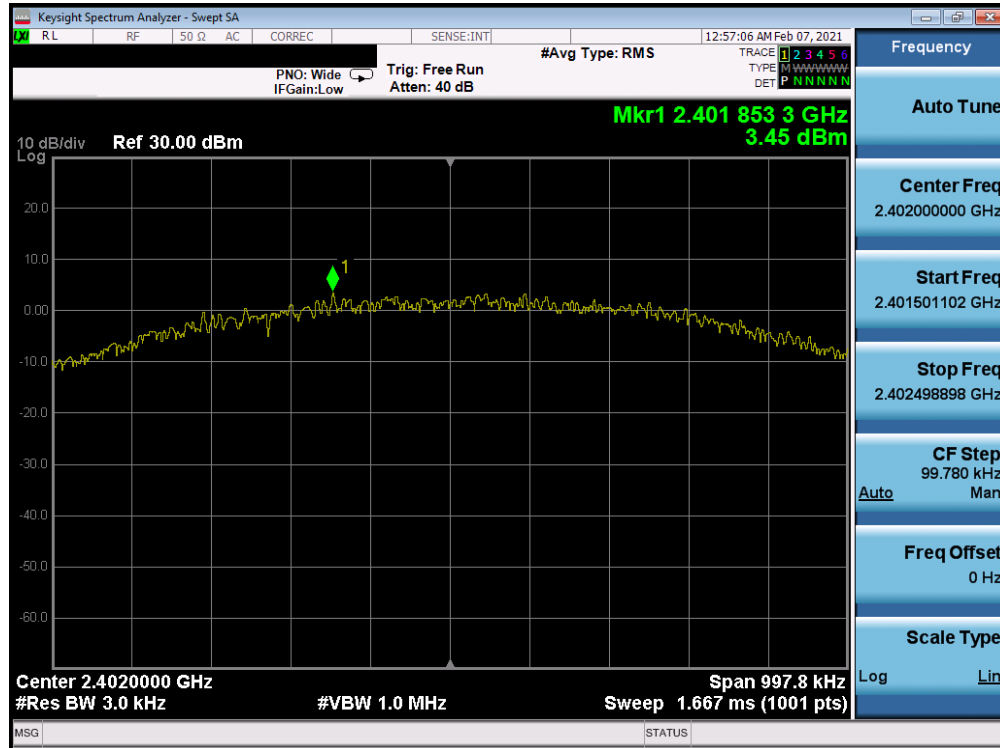 Keysight Spectrum Analyzer - Swept SA
LXI RL RF 50 Ω AC CORREC SENSE:INT 12:57:06 AM Feb 07, 2021
Frequency
#Avg Type: RMS
TRACE 1 2 3 4 5 6
PNO: Wide Trig: Free Run
TYPE M WWWWW
IFGain:Low Atten: 40 dB
DET P N N N N N
Auto Tune
Mkr1 2.401 853 3 GHz
3.45 dBm
10 dB/div Ref 30.00 dBm
Log
1
20.0
10.0
0.00
-10.0
-20.0
-30.0
-40.0
-50.0
-60.0
Center Freq
2.402000000 GHz
Start Freq
2.401501102 GHz
Stop Freq
2.402498898 GHz
CF Step
99.780 kHz
Auto Man
Freq Offset
0 Hz
Scale Type
Log Lin
Center 2.4020000 GHz Span 997.8 kHz
#Res BW 3.0 kHz #VBW 1.0 MHz Sweep 1.667 ms (1001 pts)
MSG STATUS